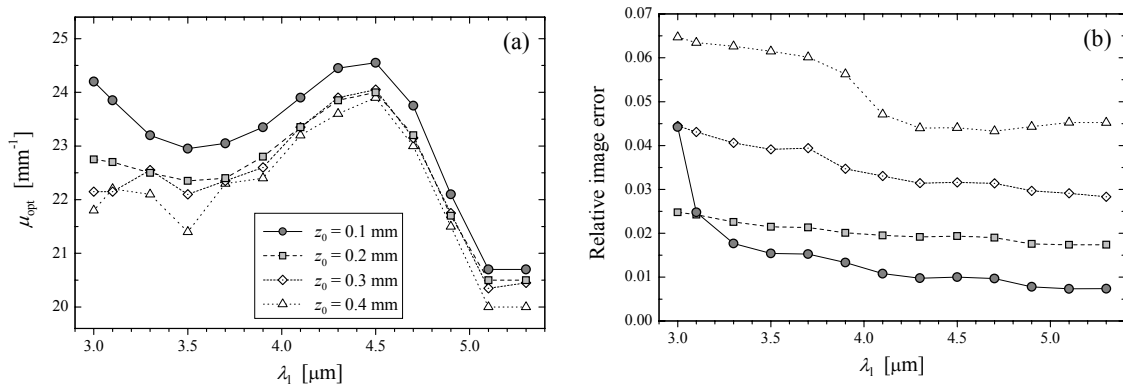 (a)
25
24
23
22
21
20
μopt [mm-1]
z0 = 0.1 mm
z0 = 0.2 mm
z0 = 0.3 mm
z0 = 0.4 mm
3.0 3.5 4.0 4.5 5.0
λ1 [μm]
(b)
0.07
0.06
0.05
0.04
0.03
0.02
0.01
0.00
Relative image error
3.0 3.5 4.0 4.5 5.0
λ1 [μm]